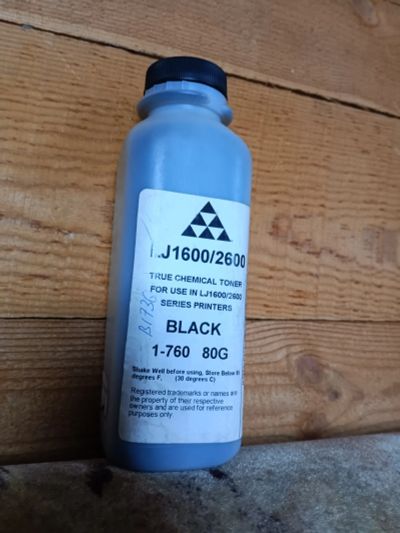 LJ1600/2600
TRUE CHEMICAL TONER
FOR USE IN LJ1600/2600
SERIES PRINTERS
BLACK
1-760 80G
Shake Well before using, Store Below
degrees F, (30 degrees C)
Registered trademarks or names are
the property of their respective
owners and are used for reference
purposes only